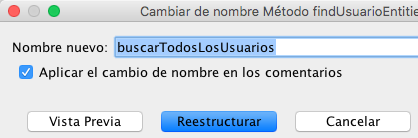 Cambiar de nombre Método findUsuarioEntitie
Nombre nuevo: buscarTodosLosUsuarios
Aplicar el cambio de nombre en los comentarios
Vista Previa Reestructurar Cancelar